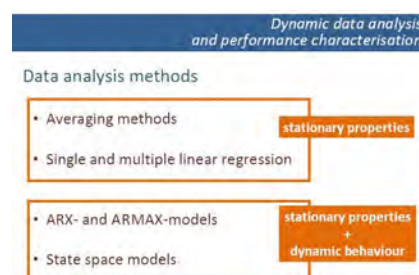 Dynamic data analysis
and performance characterisation
Data analysis methods
• Averaging methods
stationary properties
• Single and multiple linear regression
• ARX- and ARMAX-models
• State space models
stationary properties
+
dynamic behaviour